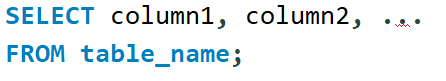 SELECT column1, column2, ...
FROM table_name;